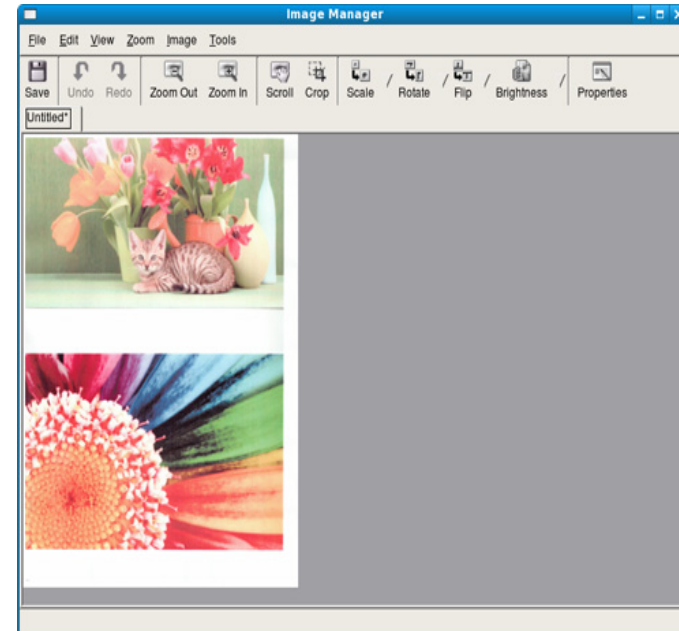 Image Manager
File Edit View Zoom Image Tools
Save Undo Redo Zoom Out Zoom In Scroll Crop Scale / Rotate / Flip / Brightness / Properties
Untitled*